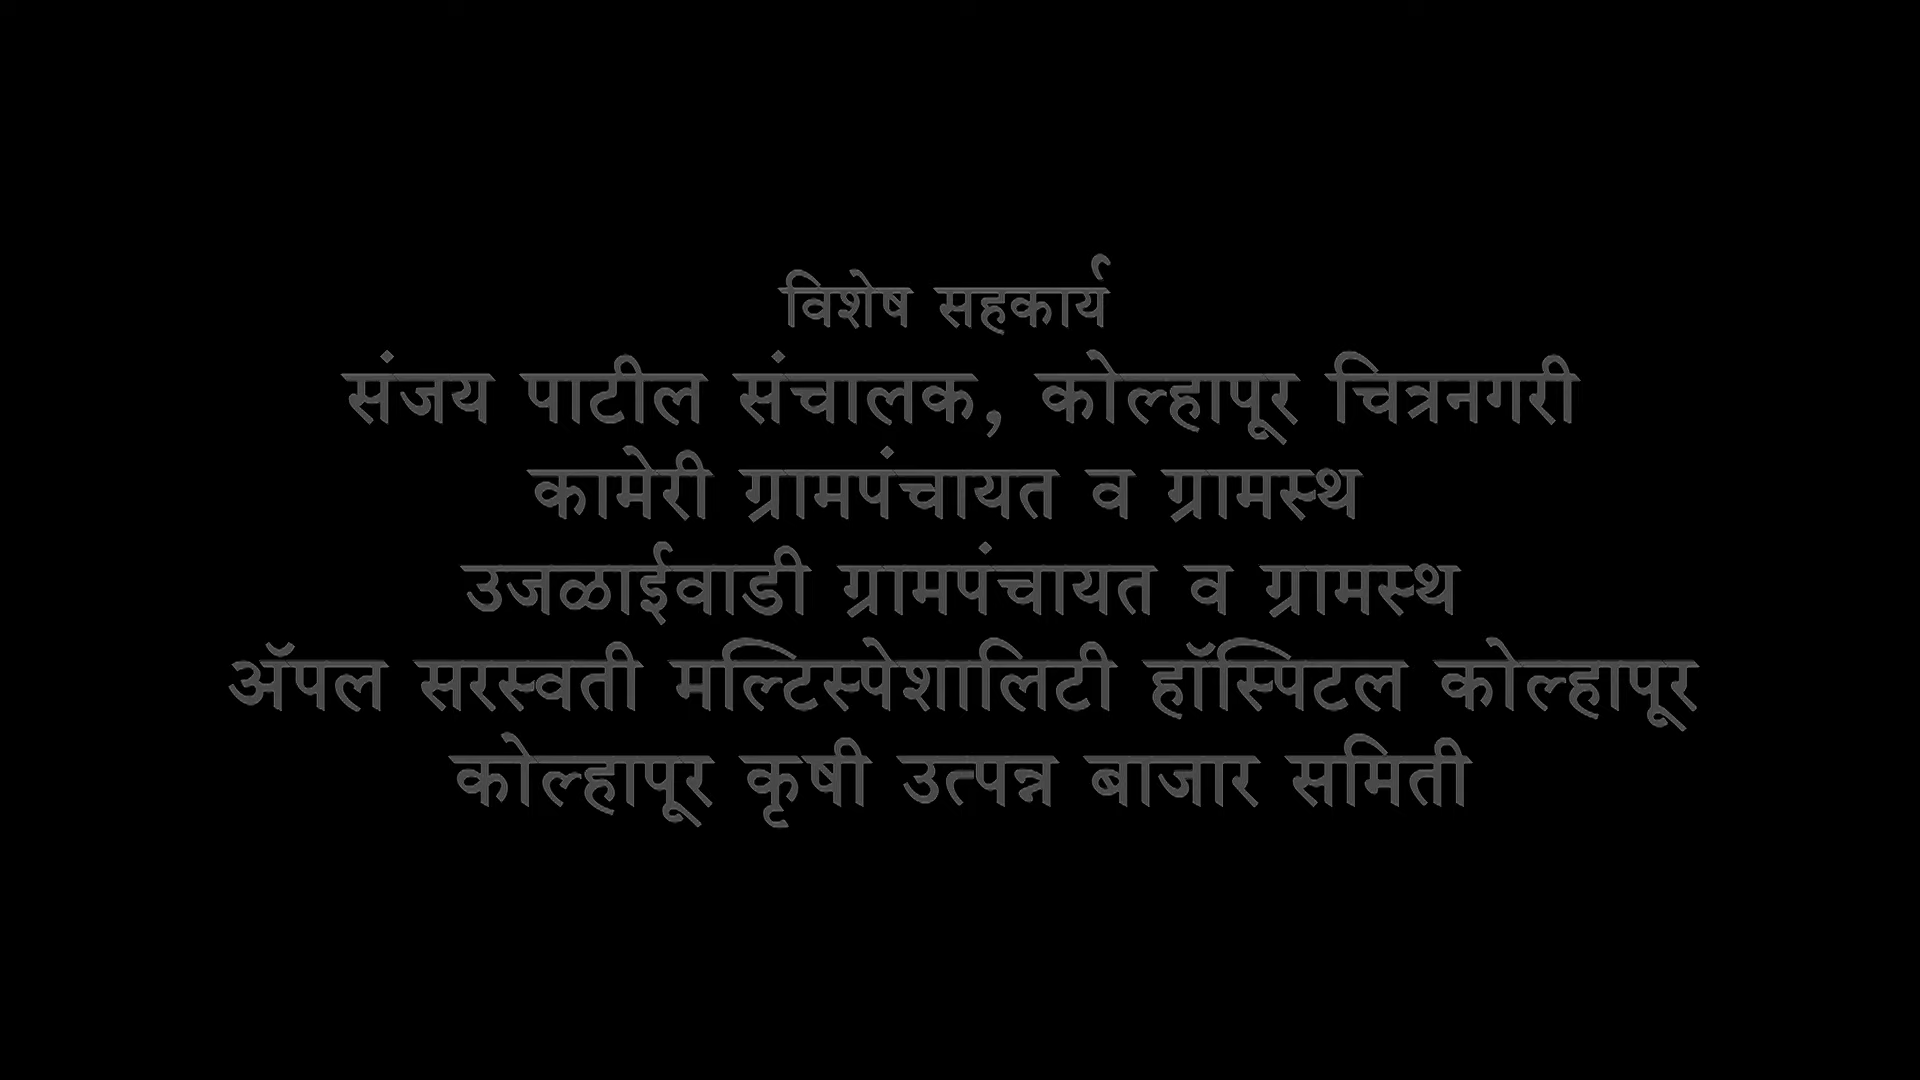 विशेष सहकार्य
संजय पाटील संचालक, कोल्हापूर चित्रनगरी
कामेरी ग्रामपंचायत व ग्रामस्थ
उजळाईवाडी ग्रामपंचायत व ग्रामस्थ
ॲपल सरस्वती मल्टिस्पेशालिटी हॉस्पिटल कोल्हापूर
कोल्हापूर कृषी उत्पन्न बाजार समिती